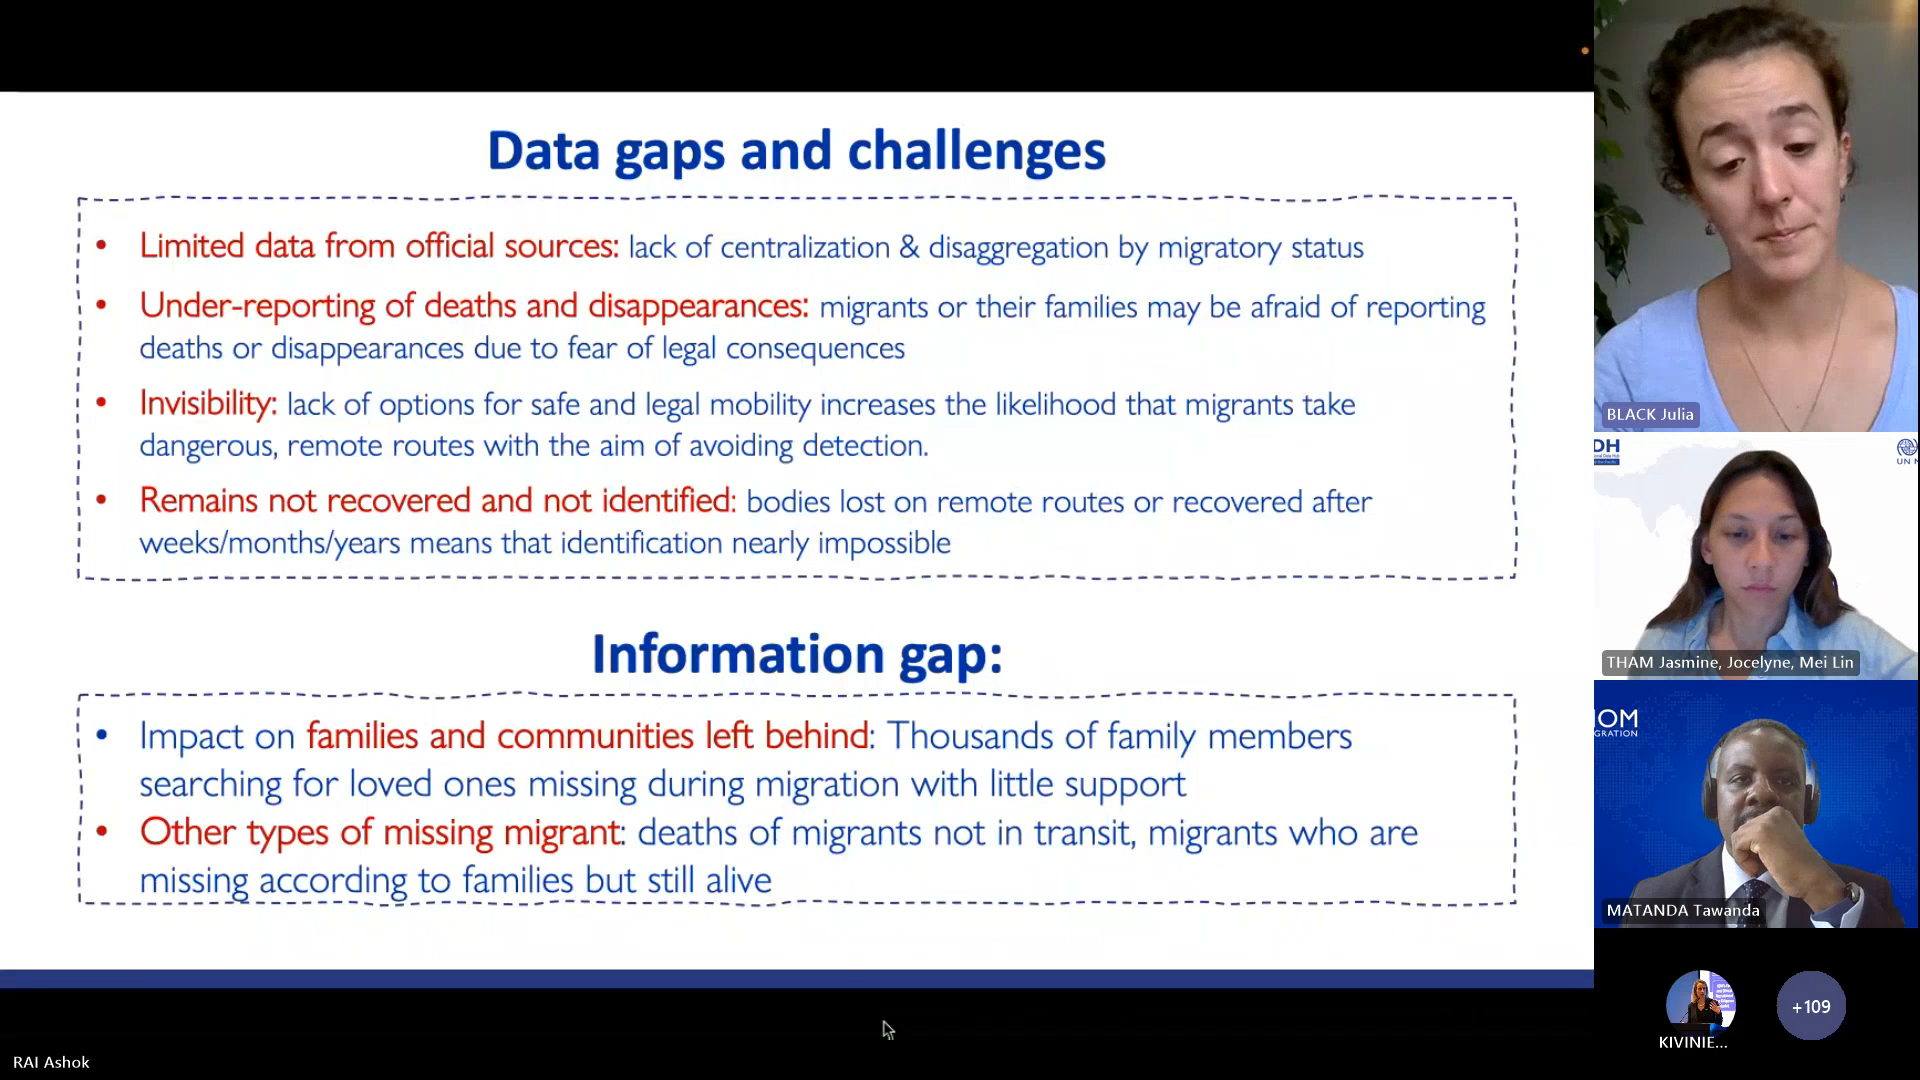 Data gaps and challenges
• Limited data from official sources: lack of centralization & disaggregation by migratory status
• Under-reporting of deaths and disappearances: migrants or their families may be afraid of reporting
deaths or disappearances due to fear of legal consequences
• Invisibility: lack of options for safe and legal mobility increases the likelihood that migrants take
dangerous, remote routes with the aim of avoiding detection.
• Remains not recovered and not identified: bodies lost on remote routes or recovered after
weeks/months/years means that identification nearly impossible
Information gap:
• Impact on families and communities left behind: Thousands of family members
searching for loved ones missing during migration with little support
• Other types of missing migrant: deaths of migrants not in transit, migrants who are
missing according to families but still alive
RAI Ashok
BLACK Julia
DH
UN M
THAM Jasmine, Jocelyne, Mei Lin
IOM
GRATION
MATANDA Tawanda
KIVINIE...
+109